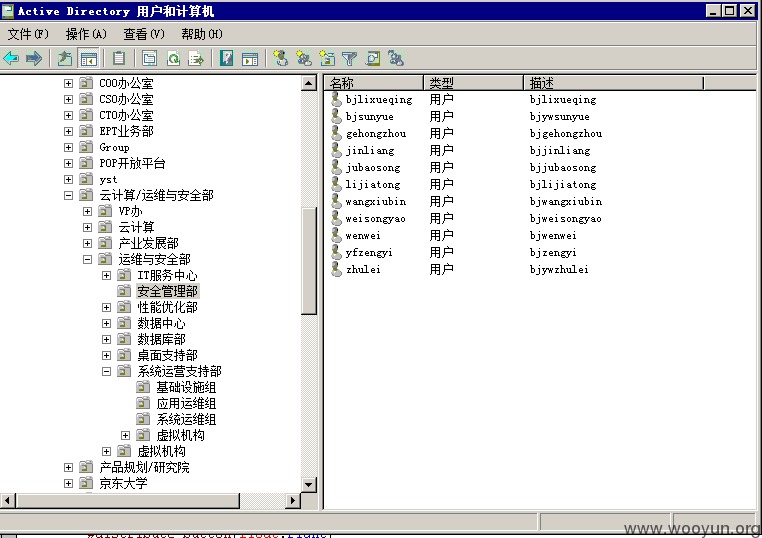 Active Directory 用户和计算机
文件(F) 操作(A) 查看(V) 帮助(H)
COO办公室
CSO办公室
CTO办公室
EPT业务部
Group
POP开放平台
yst
云计算/运维与安全部
VP办
云计算
产业发展部
运维与安全部
IT服务中心
安全管理部
性能优化部
数据中心
数据库部
桌面支持部
系统运营支持部
基础设施组
应用运维组
系统运维组
虚拟机构
虚拟机构
产品规划/研究院
京东大学
名称 类型 描述
bjlixueqing 用户 bjlixueqing
bjsunyue 用户 bjywsunyue
gehongzhou 用户 bjgehongzhou
jinliang 用户 bjjinliang
jubaosong 用户 bjjubaosong
lijiatong 用户 bjlijiatong
wangxiubin 用户 bjwangxiubin
weisongyao 用户 bjweisongyao
wenwei 用户 bjwenwei
yfzengyi 用户 bjzengyi
zhulei 用户 bjywzhulei
www.wooyun.org